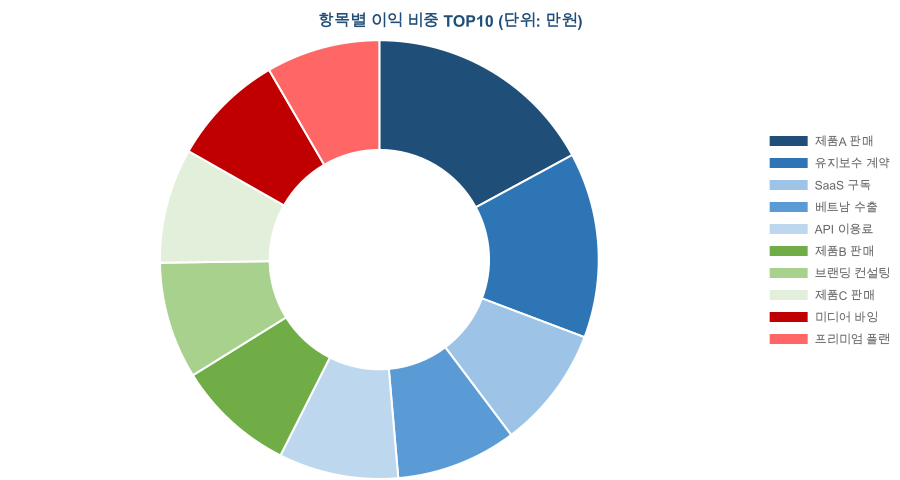 항목별 이익 비중 TOP10 (단위: 만원)
제품A 판매
유지보수 계약
SaaS 구독
베트남 수출
API 이용료
제품B 판매
브랜딩 컨설팅
제품C 판매
미디어 바잉
프리미엄 플랜